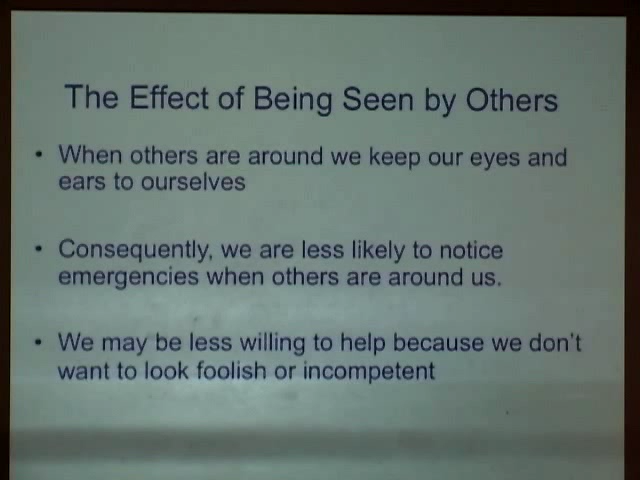 The Effect of Being Seen by Others
• When others are around we keep our eyes and
ears to ourselves
• Consequently, we are less likely to notice
emergencies when others are around us.
• We may be less willing to help because we don't
want to look foolish or incompetent